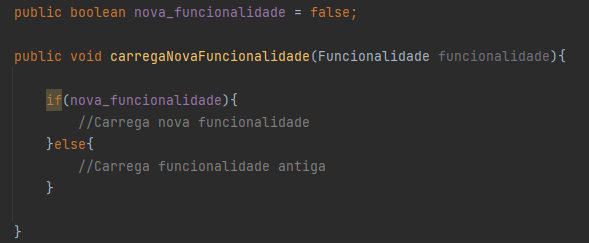 public boolean nova_funcionalidade = false;
public void carregaNovaFuncionalidade(Funcionalidade funcionalidade){
if(nova_funcionalidade){
//Carrega nova funcionalidade
}else{
//Carrega funcionalidade antiga
}
}